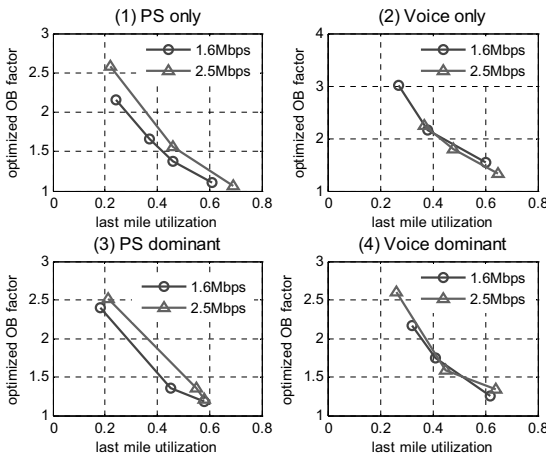 (1) PS only
3
2.5
2
1.5
1
0 0.2 0.4 0.6 0.8
optimized OB factor
last mile utilization
1.6Mbps
2.5Mbps
(2) Voice only
4
3
2
1
0 0.2 0.4 0.6 0.8
optimized OB factor
last mile utilization
1.6Mbps
2.5Mbps
(3) PS dominant
3
2.5
2
1.5
1
0 0.2 0.4 0.6 0.8
optimized OB factor
last mile utilization
1.6Mbps
2.5Mbps
(4) Voice dominant
3
2.5
2
1.5
1
0 0.2 0.4 0.6 0.8
optimized OB factor
last mile utilization
1.6Mbps
2.5Mbps